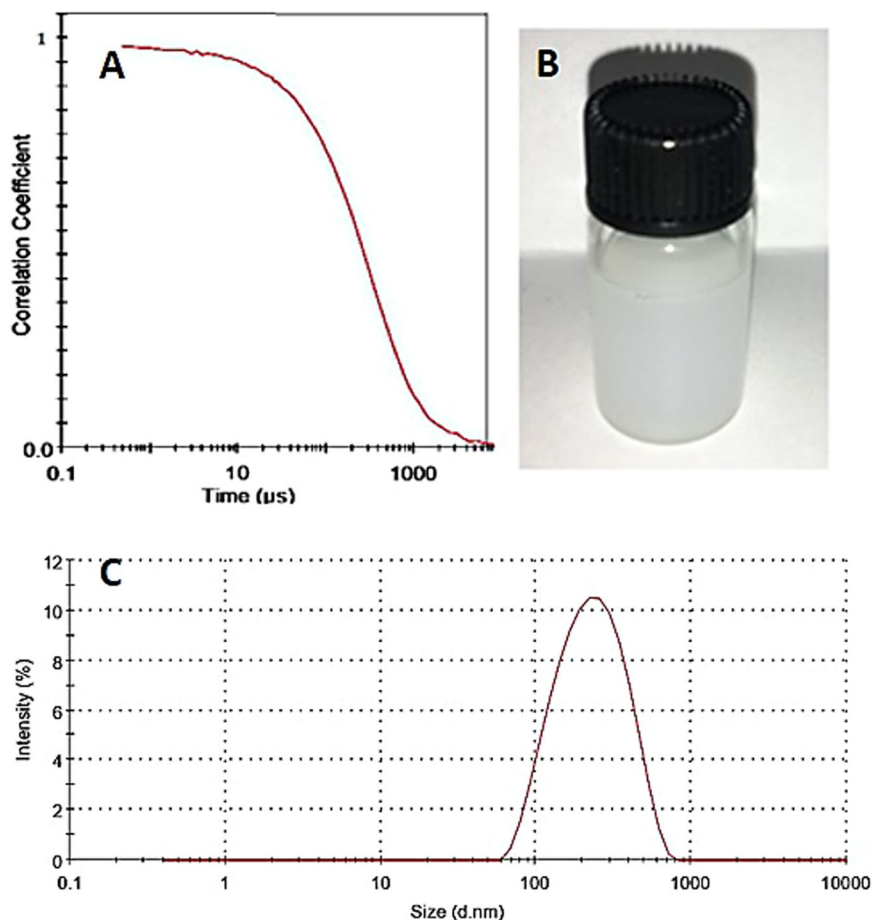 1
A
Correlation Coefficient
0.0
0.1
10
1000
Time (µs)
B
C
12
10
8
6
4
2
0
Intensity (%)
0.1
1
10
100
1000
10000
Size (d.nm)